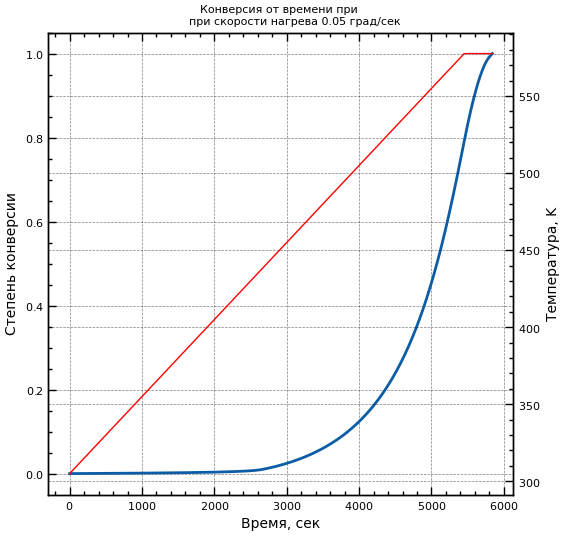 Конверсия от времени при
при скорости нагрева 0.05 град/сек
1.0
0.8
0.6
0.4
0.2
0.0
Степень конверсии
550
500
450
400
350
300
Температура, K
0 1000 2000 3000 4000 5000 6000
Время, сек